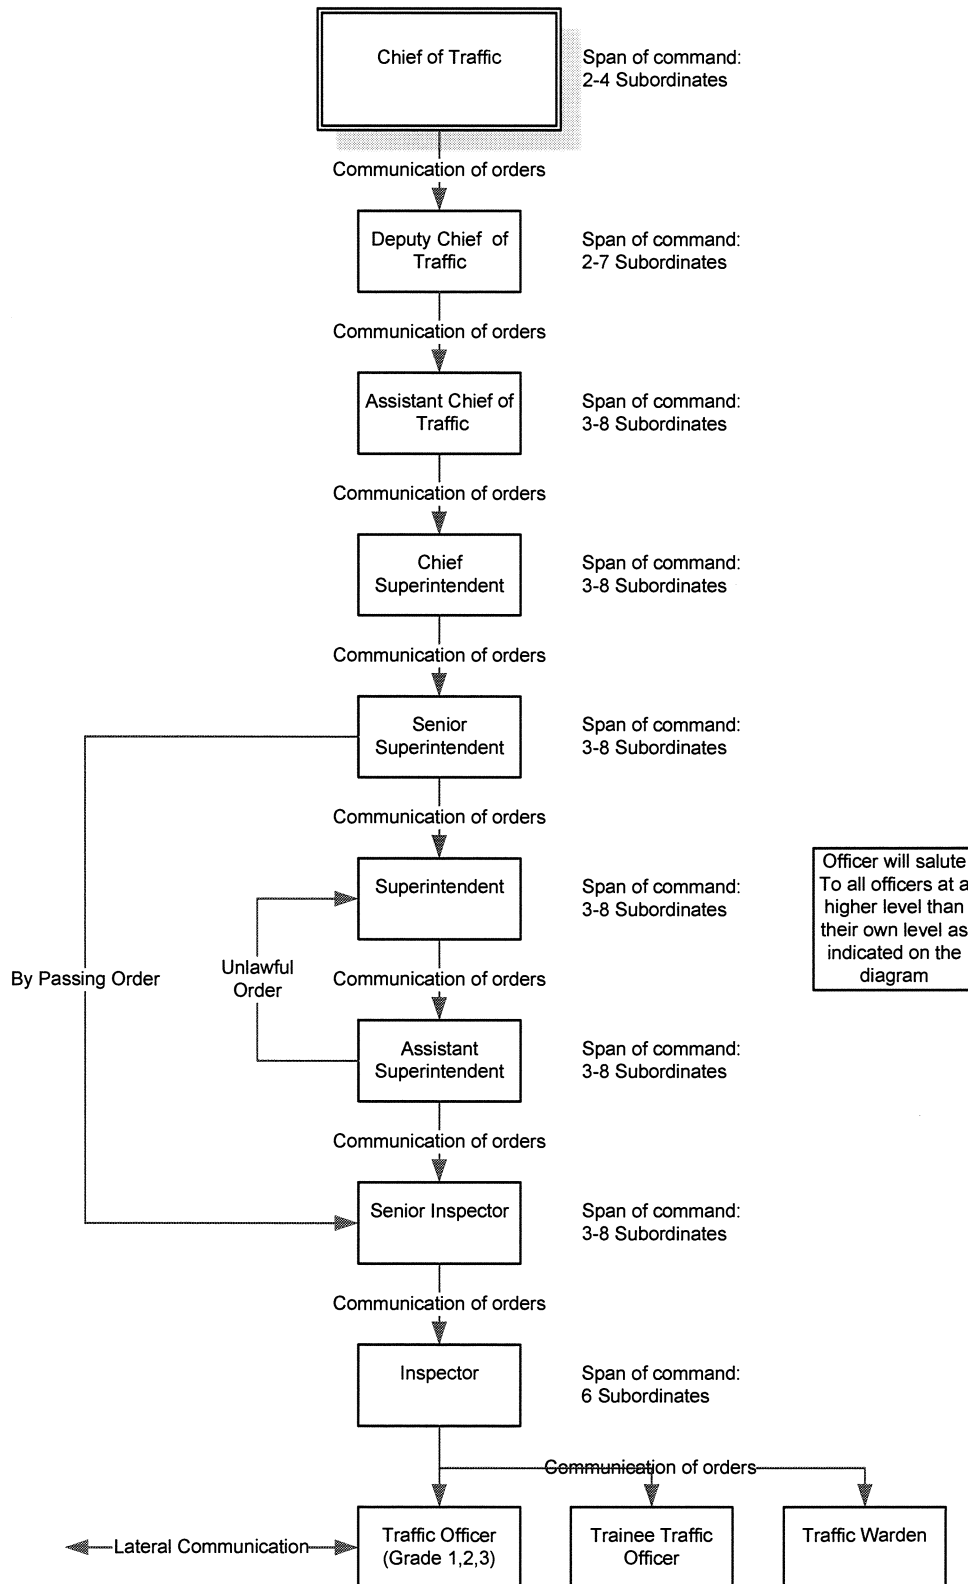 Chief of Traffic
Span of command:
2-4 Subordinates
Communication of orders
Deputy Chief of
Traffic
Span of command:
2-7 Subordinates
Communication of orders
Assistant Chief of
Traffic
Span of command:
3-8 Subordinates
Communication of orders
Chief
Superintendent
Span of command:
3-8 Subordinates
Communication of orders
Senior
Superintendent
Span of command:
3-8 Subordinates
Communication of orders
Superintendent
Span of command:
3-8 Subordinates
Officer will salute
To all officers at a
higher level than
their own level as
indicated on the
diagram
By Passing Order
Unlawful
Order
Communication of orders
Assistant
Superintendent
Span of command:
3-8 Subordinates
Communication of orders
Senior Inspector
Span of command:
3-8 Subordinates
Communication of orders
Inspector
Span of command:
6 Subordinates
Communication of orders
Lateral Communication
Traffic Officer
(Grade 1,2,3)
Trainee Traffic
Officer
Traffic Warden